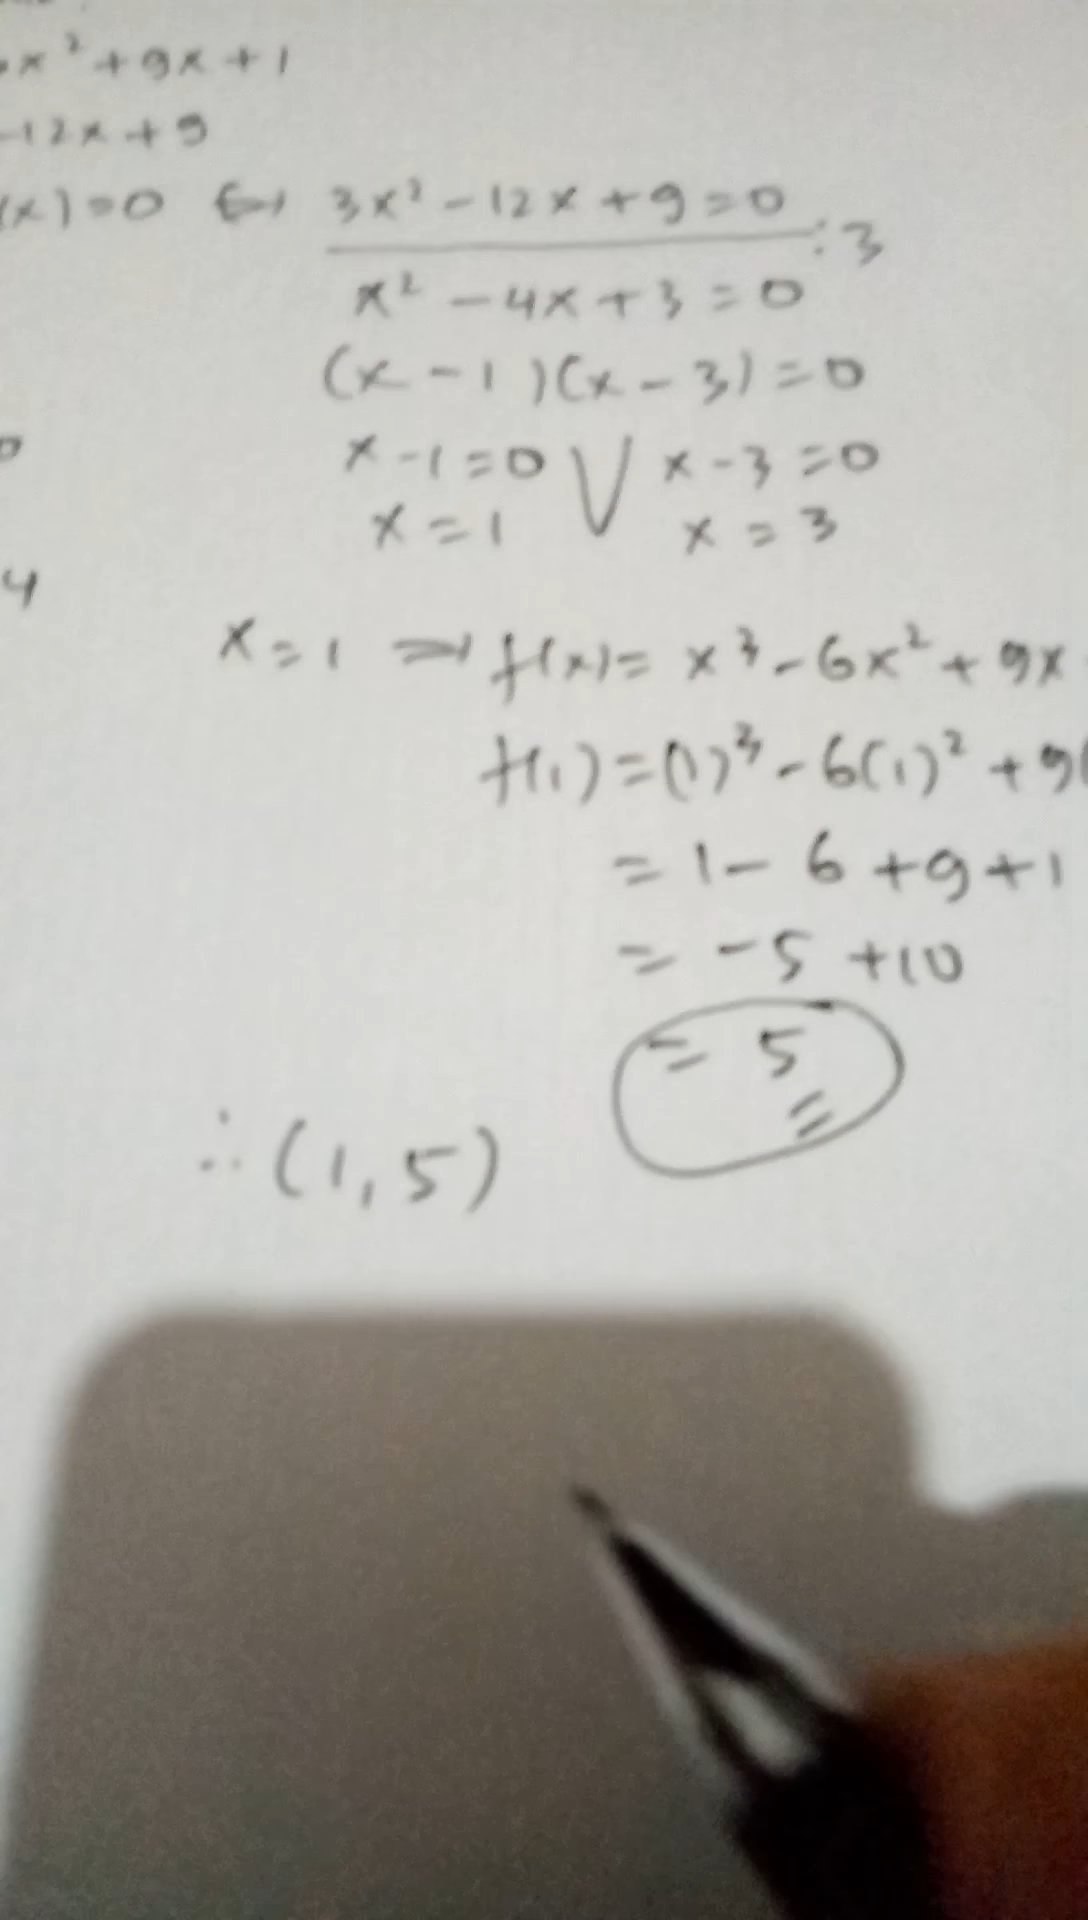 x² + 9x + 1
-12x + 9
(x) = 0 ⇔ 3x² - 12x + 9 = 0
: 3
x² - 4x + 3 = 0
(x - 1)(x - 3) = 0
x - 1 = 0 V x - 3 = 0
x = 1 x = 3
4
x = 1 ⇒ f(x) = x³ - 6x² + 9x
f(1) = (1)³ - 6(1)² + 9(
= 1 - 6 + 9 + 1
= -5 + 10
= 5
∴ (1,5)